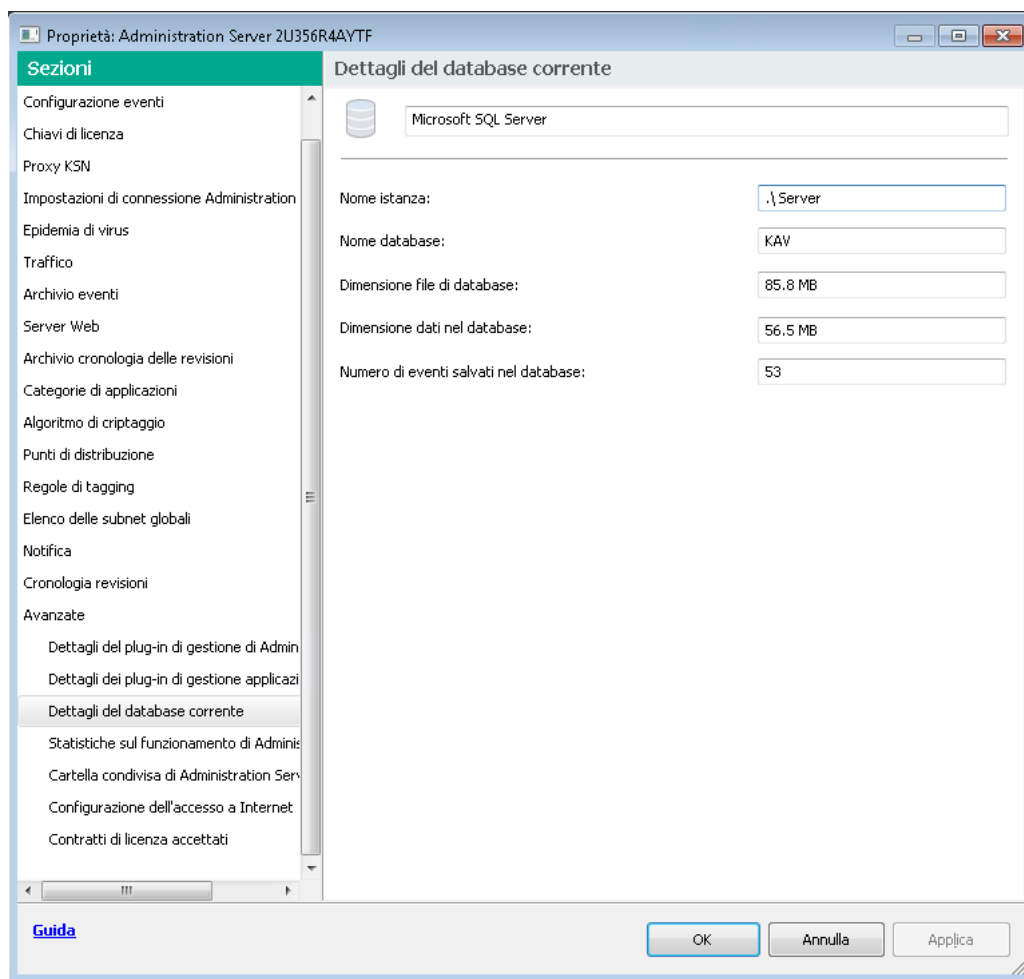 Proprietà: Administration Server 2U356R4AYTF
Sezioni
Configurazione eventi
Chiavi di licenza
Proxy KSN
Impostazioni di connessione Administration
Epidemia di virus
Traffico
Archivio eventi
Server Web
Archivio cronologia delle revisioni
Categorie di applicazioni
Algoritmo di criptaggio
Punti di distribuzione
Regole di tagging
Elenco delle subnet globali
Notifica
Cronologia revisioni
Avanzate
Dettagli del plug-in di gestione di Admin
Dettagli dei plug-in di gestione applicazi
Dettagli del database corrente
Statistiche sul funzionamento di Adminis
Cartella condivisa di Administration Serv
Configurazione dell'accesso a Internet
Contratti di licenza accettati
Dettagli del database corrente
Microsoft SQL Server
Nome istanza: .\Server
Nome database: KAV
Dimensione file di database: 85.8 MB
Dimensione dati nel database: 56.5 MB
Numero di eventi salvati nel database: 53
Guida
OK Annulla Applica